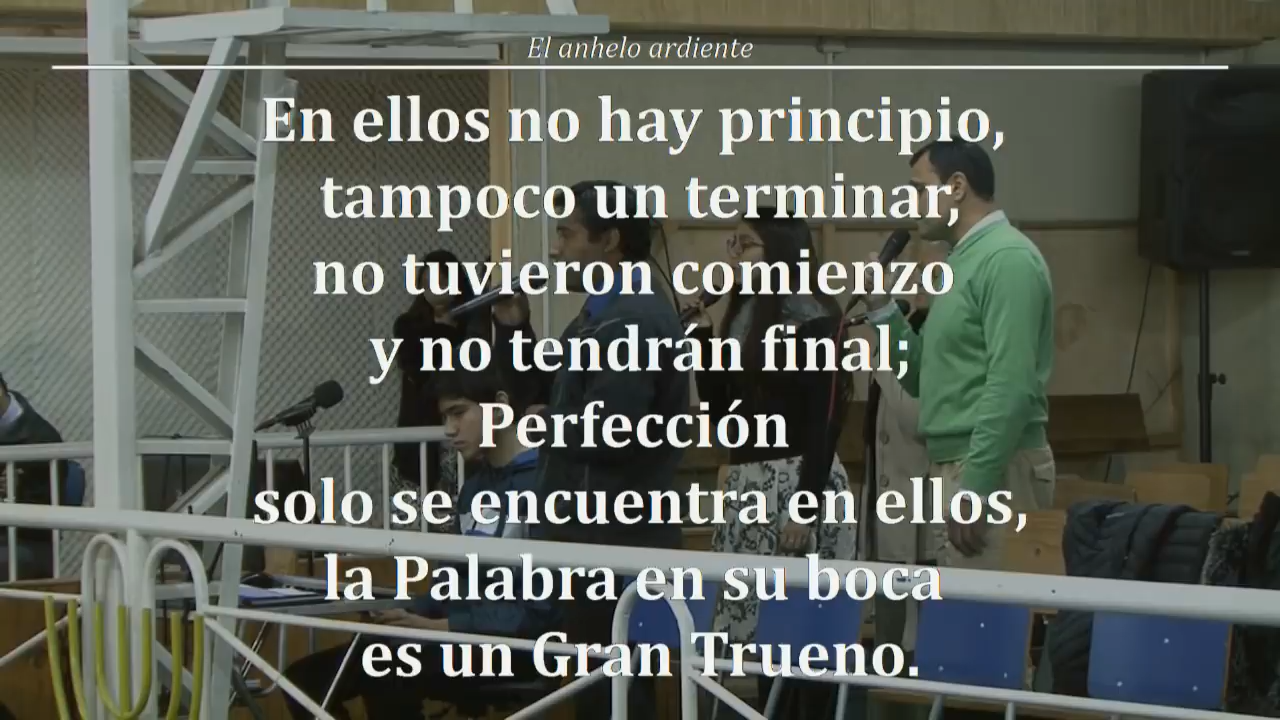 El anhelo ardiente
En ellos no hay principio,
tampoco un terminar,
no tuvieron comienzo
y no tendrán final;
Perfección
solo se encuentra en ellos,
la Palabra en su boca
es un Gran Trueno.